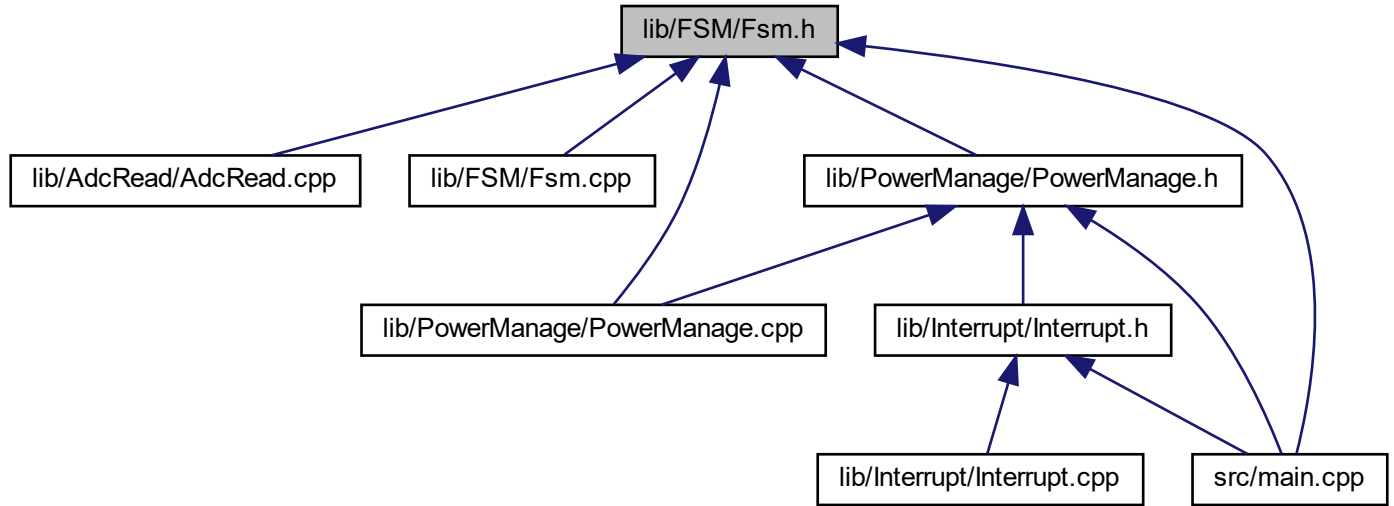 lib/FSM/Fsm.h
lib/AdcRead/AdcRead.cpp
lib/FSM/Fsm.cpp
lib/PowerManage/PowerManage.h
lib/PowerManage/PowerManage.cpp
lib/Interrupt/Interrupt.h
lib/Interrupt/Interrupt.cpp
src/main.cpp